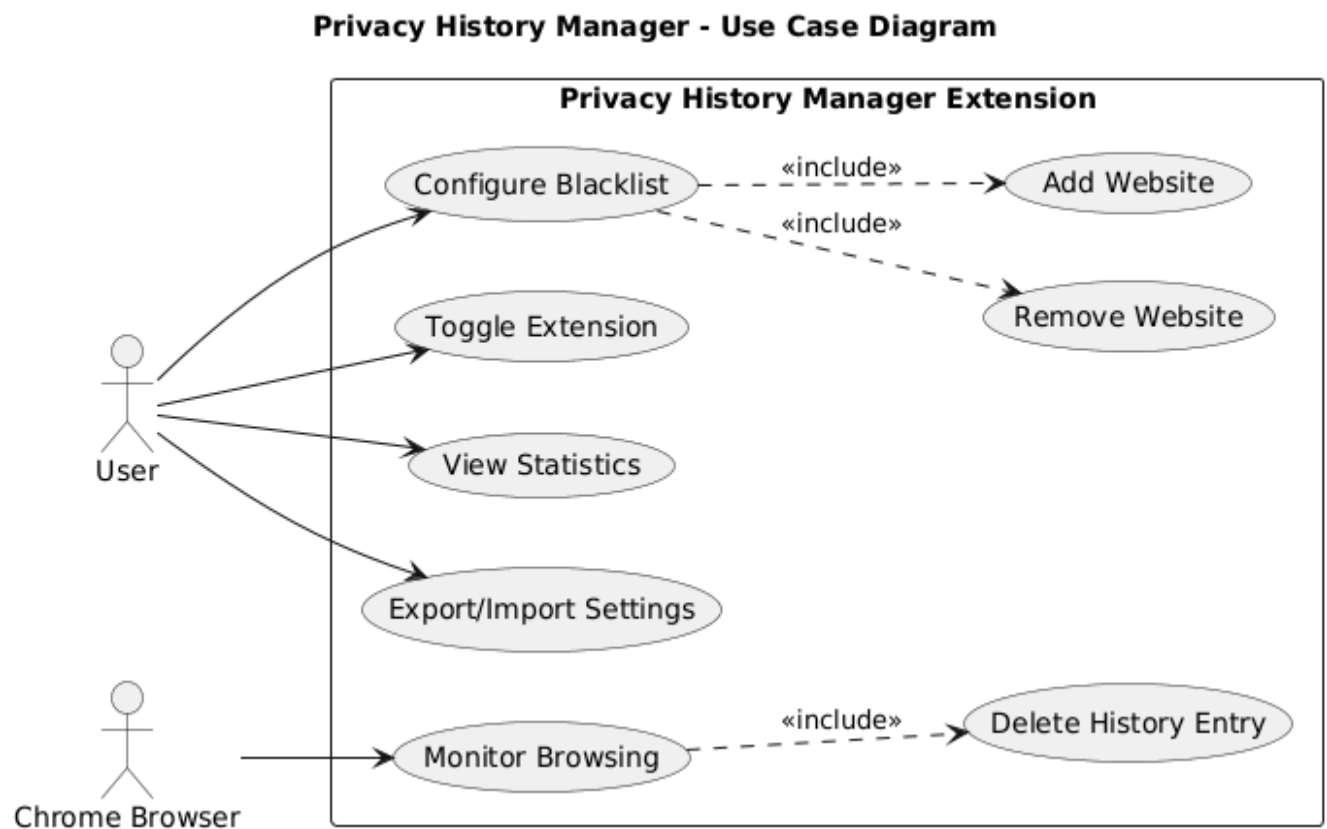 Privacy History Manager - Use Case Diagram
Privacy History Manager Extension
Configure Blacklist
«include»
Add Website
«include»
Remove Website
Toggle Extension
User
View Statistics
Export/Import Settings
Chrome Browser
Monitor Browsing
«include»
Delete History Entry